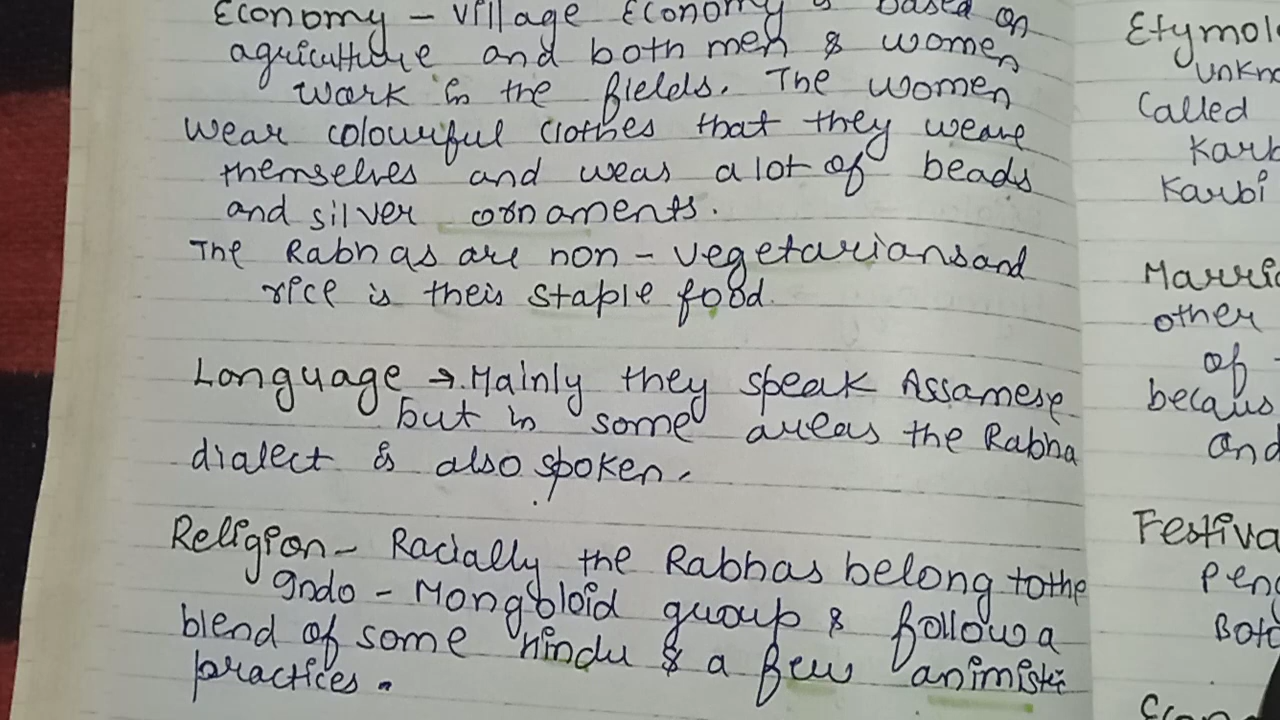 Economy - Village Economy is based on
agriculture and both men & women
work in the fields. The women
wear colourful clothes that they weave
themselves and wear a lot of beads
and silver ornaments.
The Rabhas are non - vegetarians and
rice is their staple food.
Language → Mainly they speak Assamese
but in some areas the Rabha
dialect is also spoken.
Religion - Racially the Rabhas belong to the
Indo - Mongoloid group & follow a
blend of some hindu & a few animistic
practices.
Etymol
unkn
Called
Karb
Karbi
Marri
other
of
becaus
and
Festiva
Peng
Bot